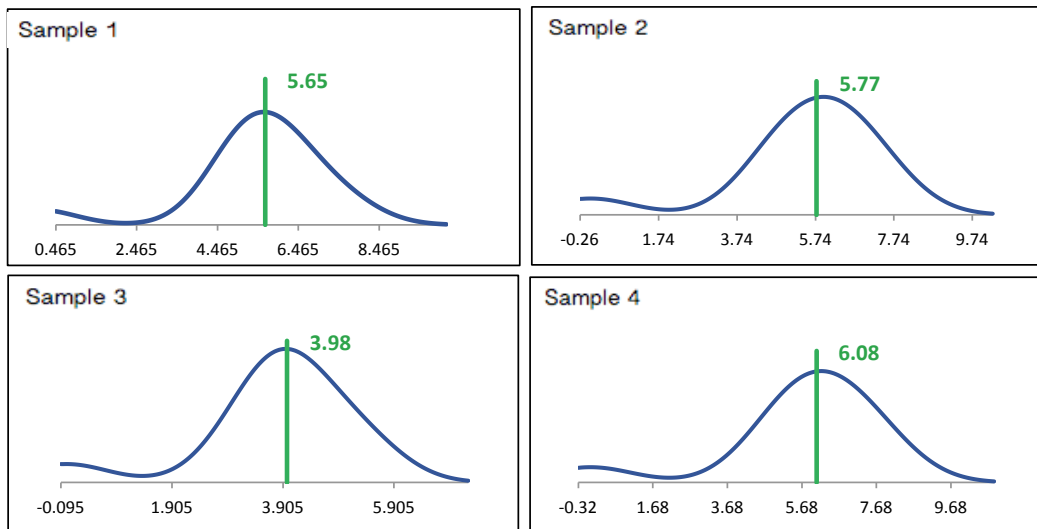 Sample 1
5.65
0.465 2.465 4.465 6.465 8.465
Sample 2
5.77
-0.26 1.74 3.74 5.74 7.74 9.74
Sample 3
3.98
-0.095 1.905 3.905 5.905
Sample 4
6.08
-0.32 1.68 3.68 5.68 7.68 9.68